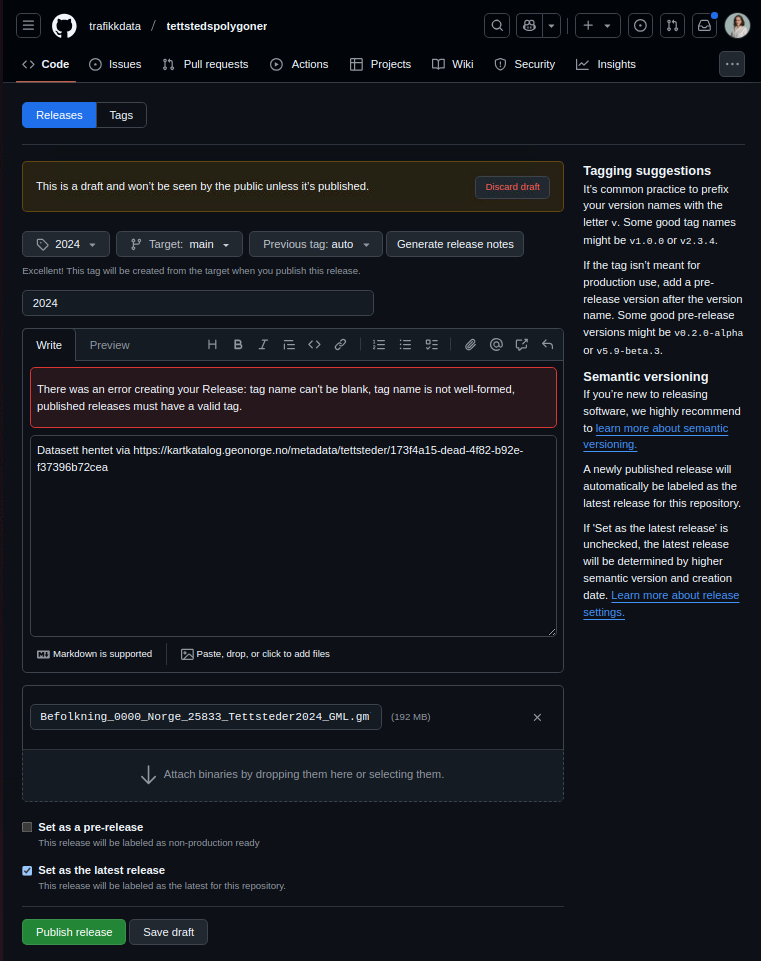 trafikkdata / tettstedspolygoner
Code Issues Pull requests Actions Projects Wiki Security Insights
Releases Tags
This is a draft and won't be seen by the public unless it's published. Discard draft
2024 Target: main Previous tag: auto Generate release notes
Excellent! This tag will be created from the target when you publish this release.
2024
Write Preview
There was an error creating your Release: tag name can't be blank, tag name is not well-formed,
published releases must have a valid tag.
Datasett hentet via https://kartkatalog.geonorge.no/metadata/tettsteder/173f4a15-dead-4f82-b92e-
f37396b72cea
Markdown is supported Paste, drop, or click to add files
Befolkning_0000_Norge_25833_Tettsteder2024_GML.gm (192 MB)
Attach binaries by dropping them here or selecting them.
Set as a pre-release
This release will be labeled as non-production ready
Set as the latest release
This release will be labeled as the latest for this repository.
Publish release Save draft
Tagging suggestions
It's common practice to prefix
your version names with the
letter v. Some good tag names
might be v1.0.0 or v2.3.4.
If the tag isn't meant for
production use, add a pre-
release version after the version
name. Some good pre-release
versions might be v0.2.0-alpha
or v5.9-beta.3.
Semantic versioning
If you're new to releasing
software, we highly recommend
to learn more about semantic
versioning.
A newly published release will
automatically be labeled as the
latest release for this repository.
If 'Set as the latest release' is
unchecked, the latest release
will be determined by higher
semantic version and creation
date. Learn more about release
settings.